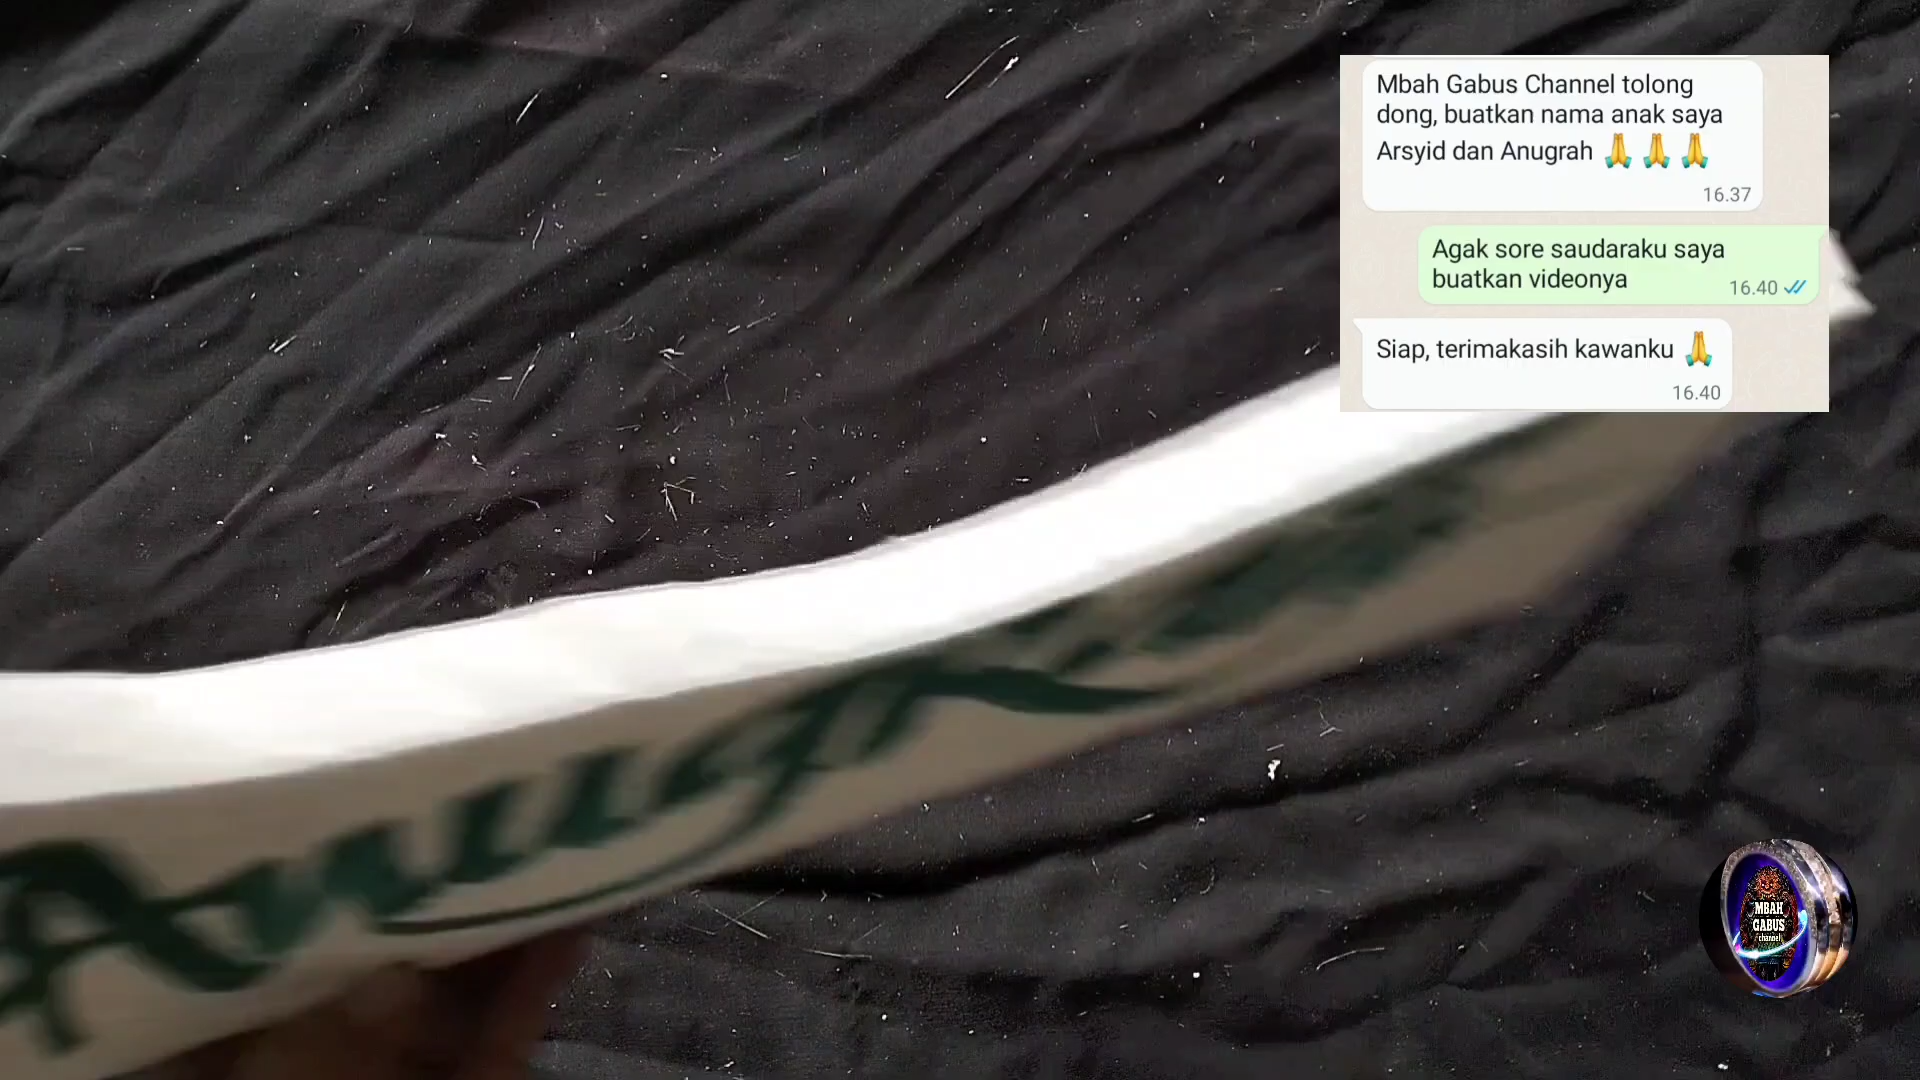 Mbah Gabus Channel tolong
dong, buatkan nama anak saya
Arsyid dan Anugrah 🙏 🙏 🙏
16.37
Agak sore saudaraku saya
buatkan videonya
16.40
Siap, terimakasih kawanku 🙏
16.40
MBAH
GABUS
channel